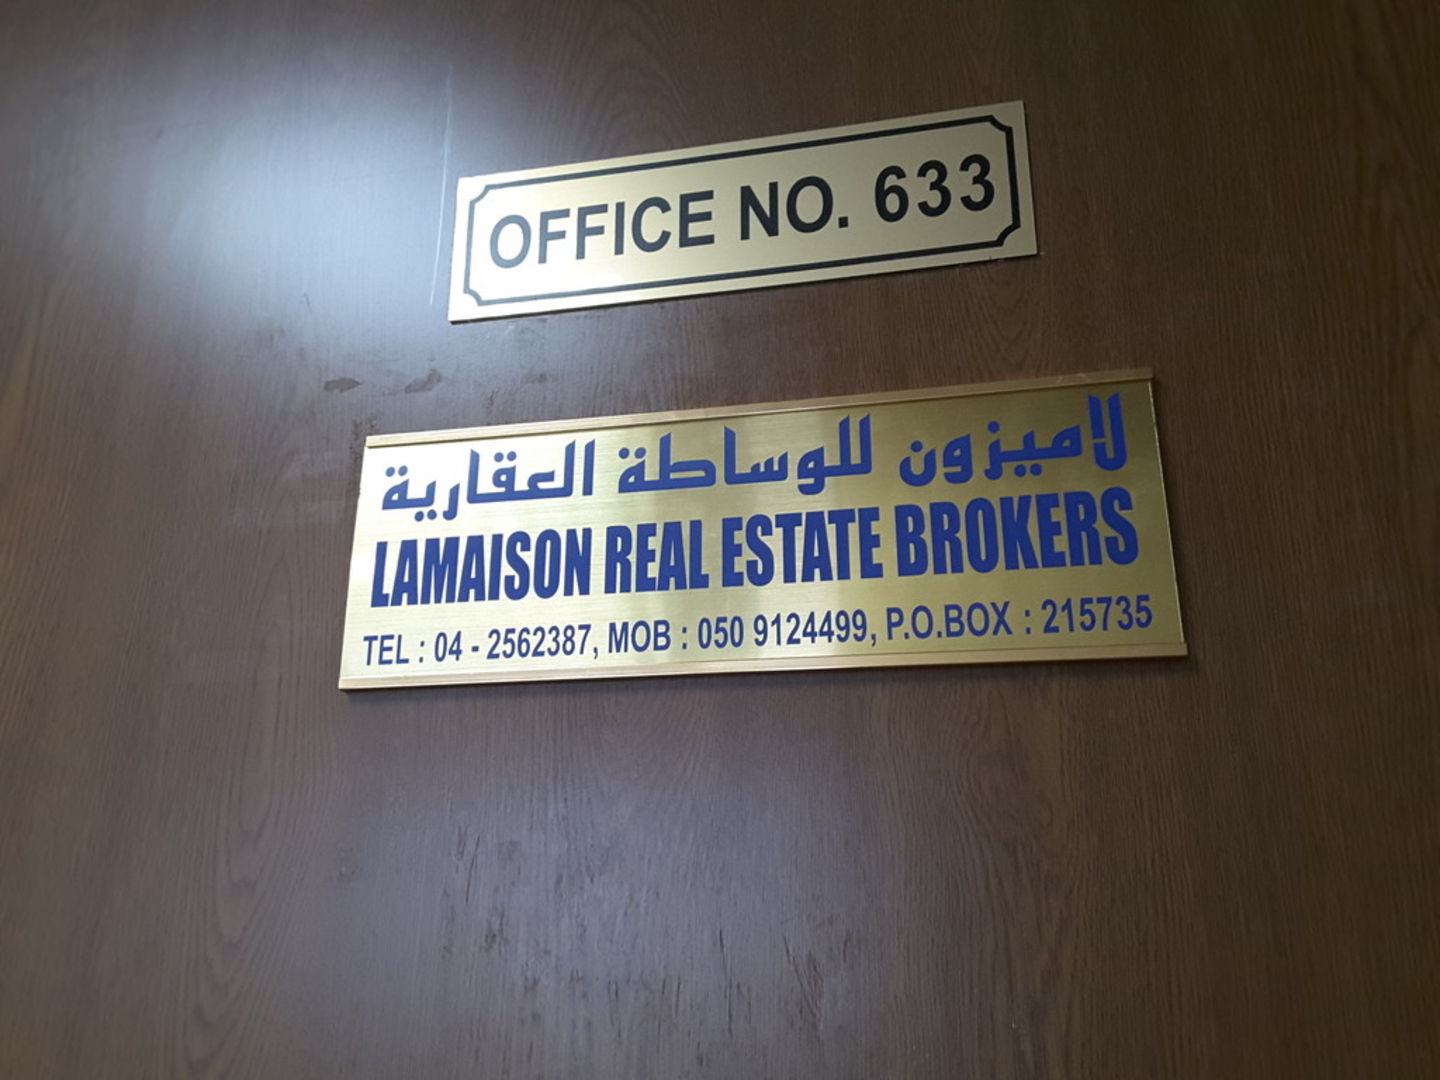 OFFICE NO. 633
لاميزون للوساطة العقارية
LAMAISON REAL ESTATE BROKERS
TEL : 04 - 2562387, MOB : 050 9124499, P.O.BOX : 215735